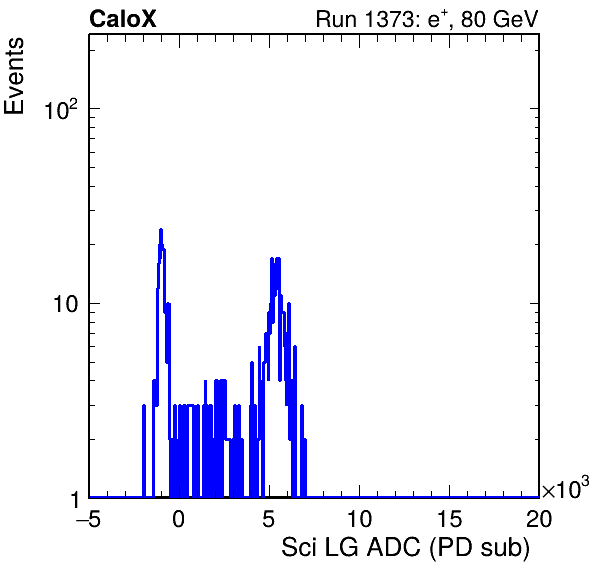 CaloX Run 1373: e⁺, 80 GeV
Events
10²
10
1
−5 0 5 10 15 20
×10³
Sci LG ADC (PD sub)